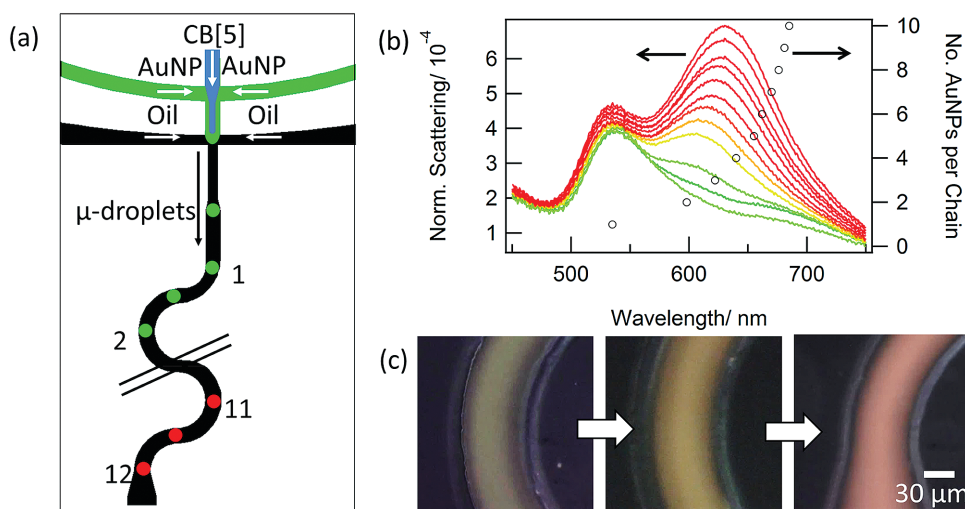 (a)
CB[5]
AuNP AuNP
Oil Oil
μ-droplets
1
2
11
12
(b)
Norm. Scattering/ 10⁻⁴
6
5
4
3
2
1
500 600 700
Wavelength/ nm
10
8
6
4
2
0
No. AuNPs per Chain
(c)
30 μm